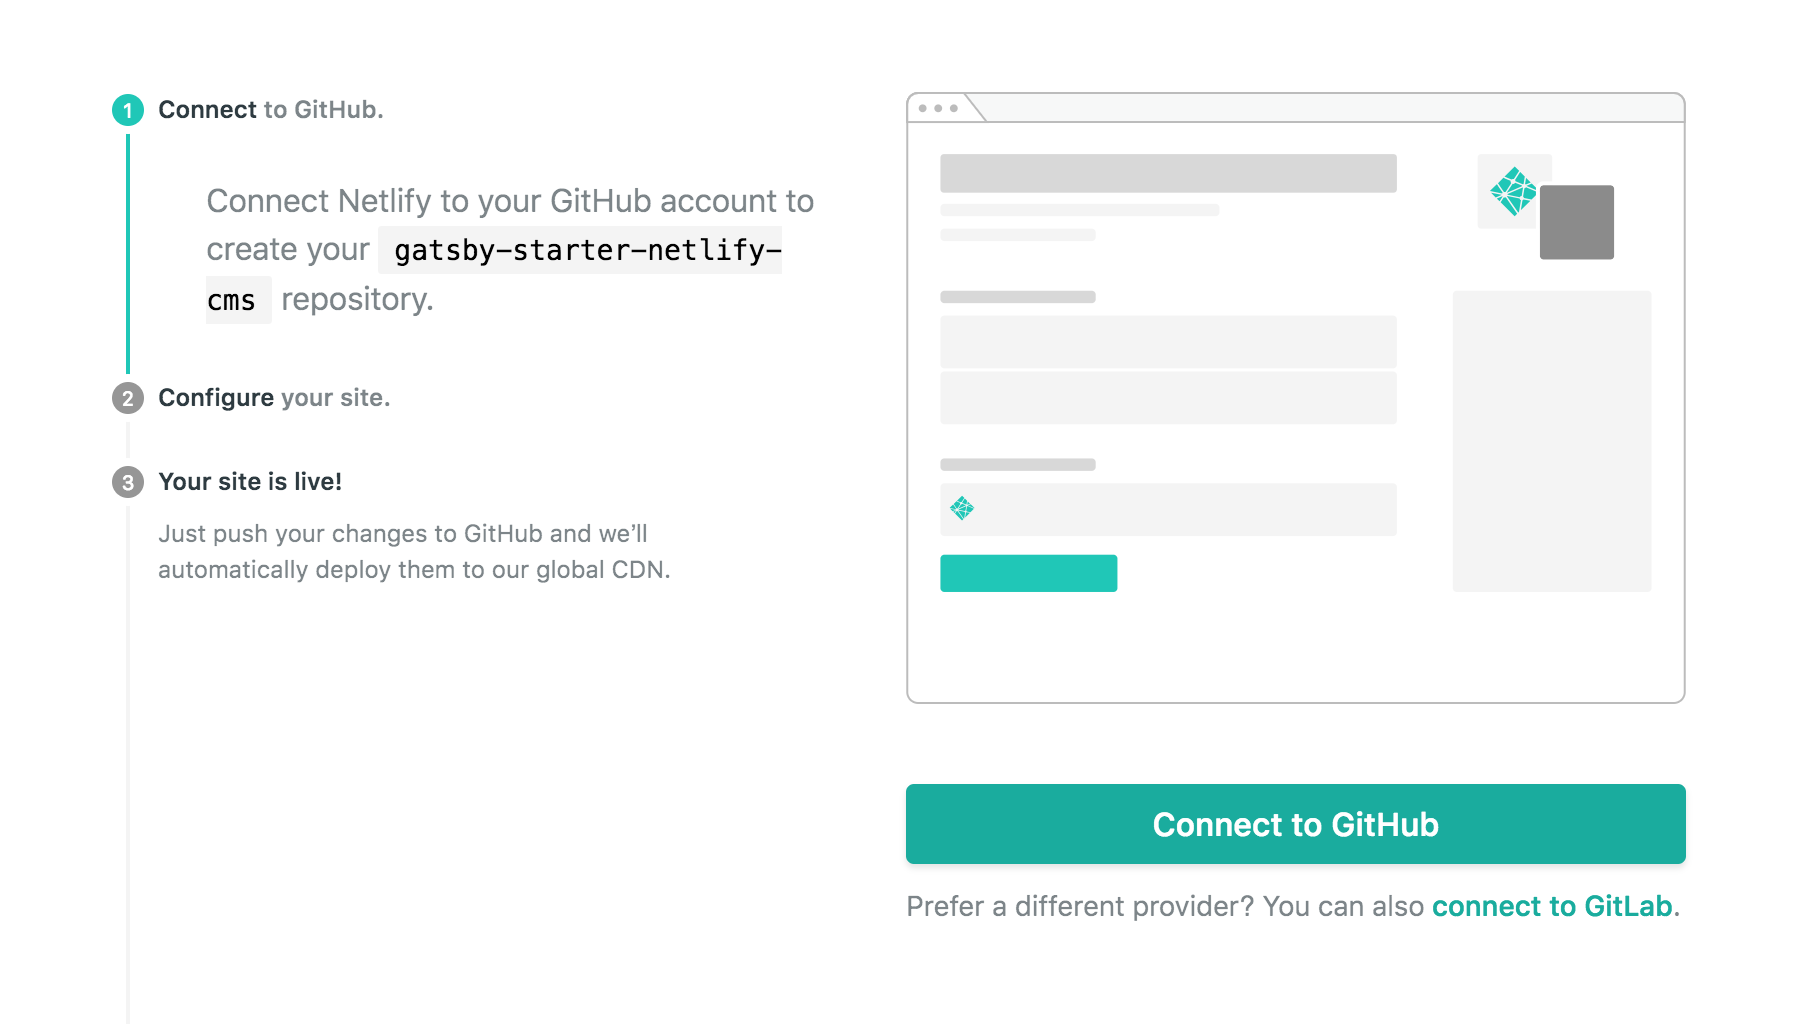 1 Connect to GitHub.
Connect Netlify to your GitHub account to
create your gatsby-starter-netlify-
cms repository.
2 Configure your site.
3 Your site is live!
Just push your changes to GitHub and we’ll
automatically deploy them to our global CDN.
Connect to GitHub
Prefer a different provider? You can also connect to GitLab.